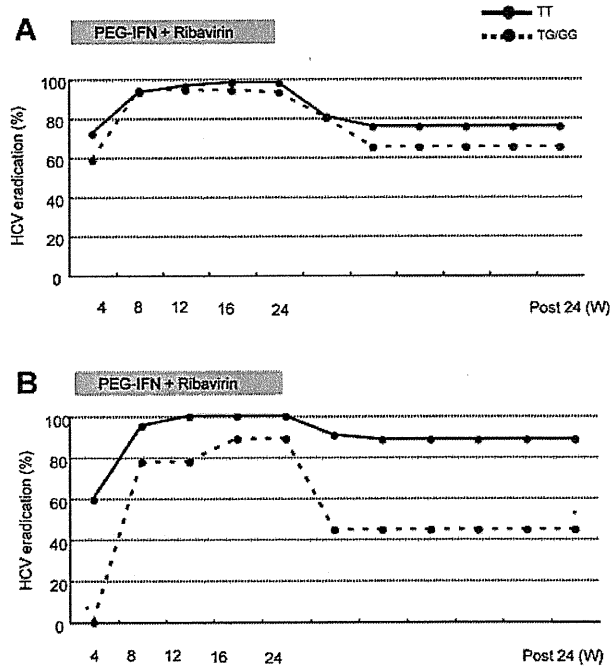 TT
TG/GG
A
PEG-IFN + Ribavirin
HCV eradication (%)
100
80
60
40
20
0
4 8 12 16 24 Post 24 (W)
B
PEG-IFN + Ribavirin
HCV eradication (%)
100
80
60
40
20
0
4 8 12 16 24 Post 24 (W)